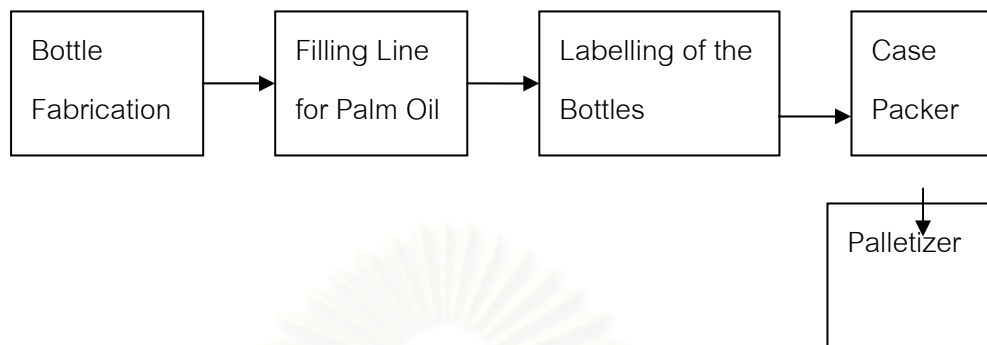 Bottle
Fabrication
Filling Line
for Palm Oil
Labelling of the
Bottles
Case
Packer
Palletizer